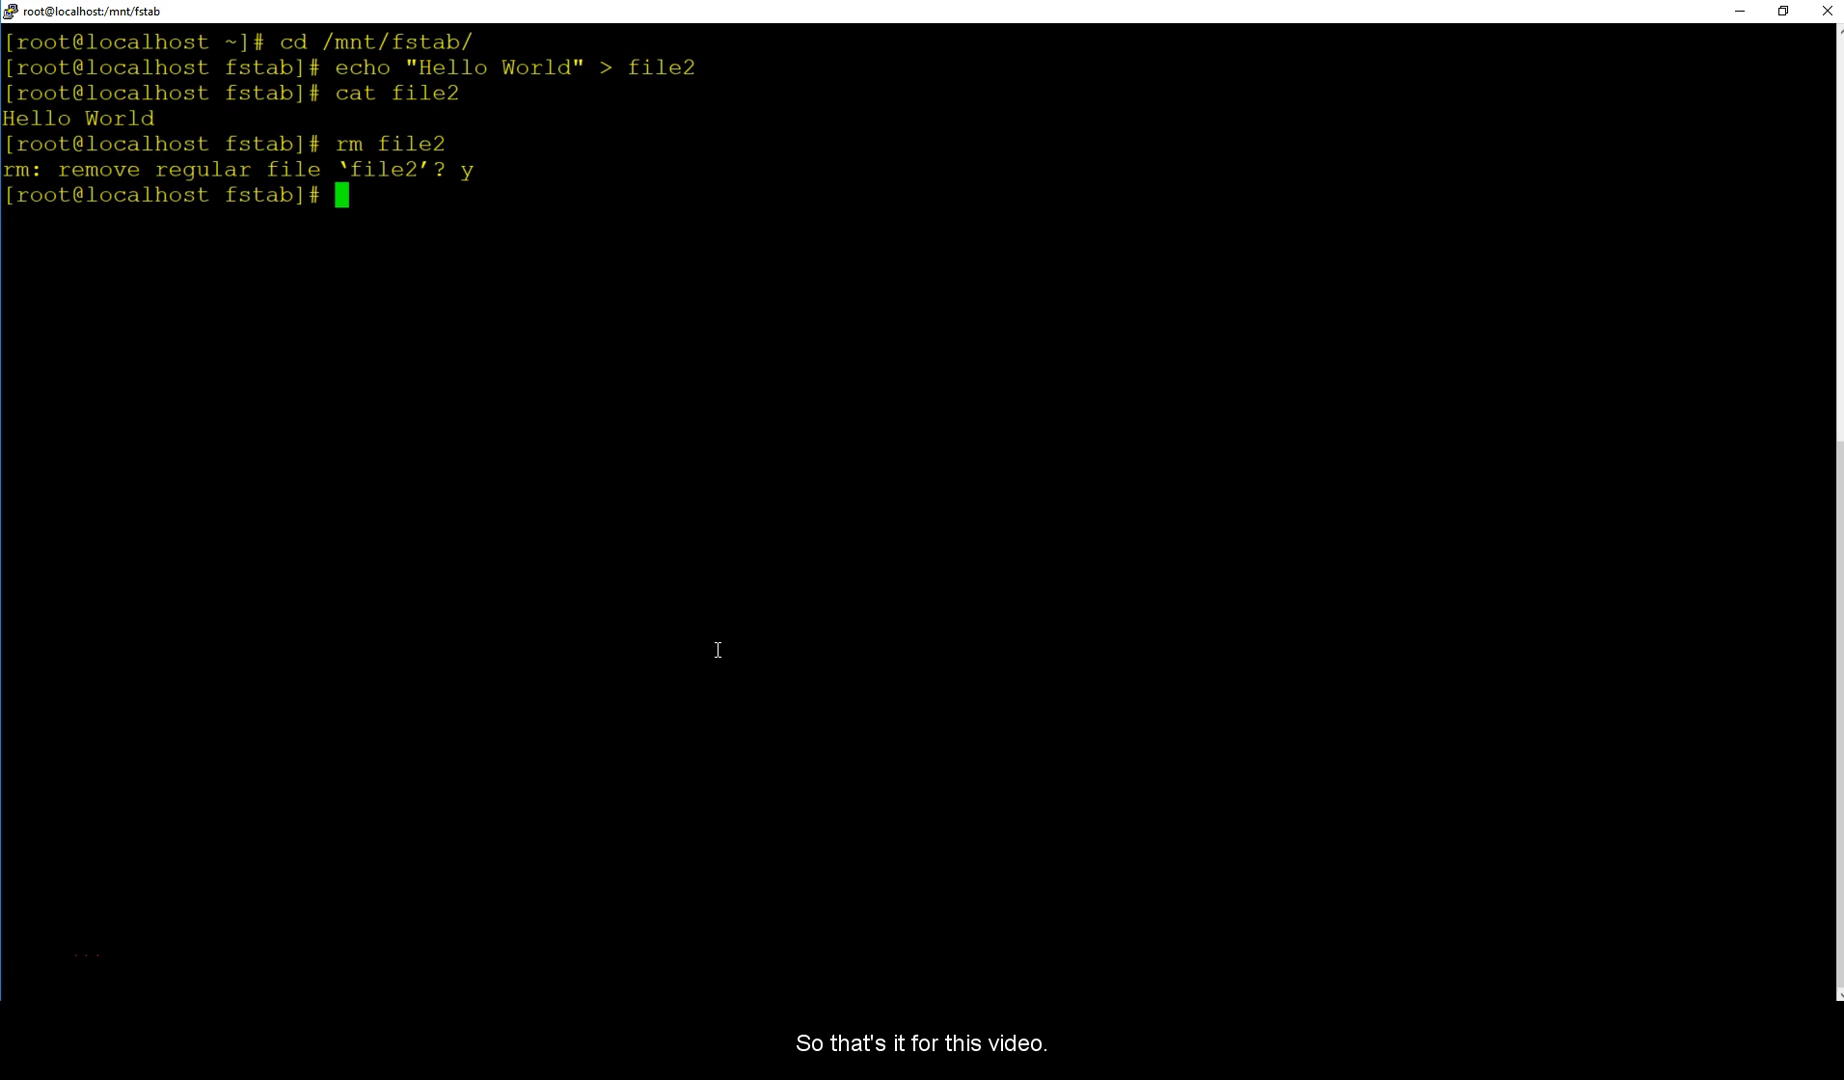 root@localhost:/mnt/fstab
[root@localhost ~]# cd /mnt/fstab/
[root@localhost fstab]# echo "Hello World" > file2
[root@localhost fstab]# cat file2
Hello World
[root@localhost fstab]# rm file2
rm: remove regular file ‘file2’? y
[root@localhost fstab]#
...
So that's it for this video.